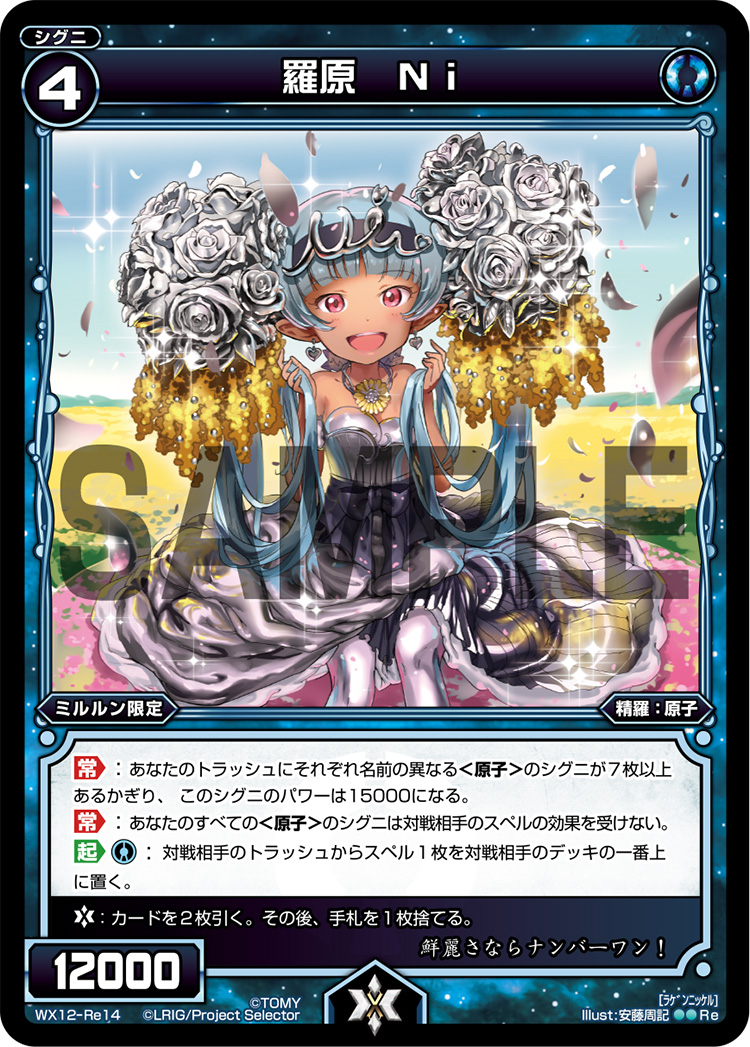 シグニ
4
羅原　Ｎｉ
Ni
SAMPLE
ミルルン限定
精羅：原子
常：あなたのトラッシュにそれぞれ名前の異なる＜原子＞のシグニが７枚以上
あるかぎり、このシグニのパワーは15000になる。
常：あなたのすべての＜原子＞のシグニは対戦相手のスペルの効果を受けない。
起 ：対戦相手のトラッシュからスペル１枚を対戦相手のデッキの一番上
に置く。
：カードを２枚引く。その後、手札を１枚捨てる。
鮮麗さならナンバーワン！
12000
©TOMY
[ラゲンニッケル]
WX12-Re14 ©LRIG/Project Selector
Illust:安藤周記 Re